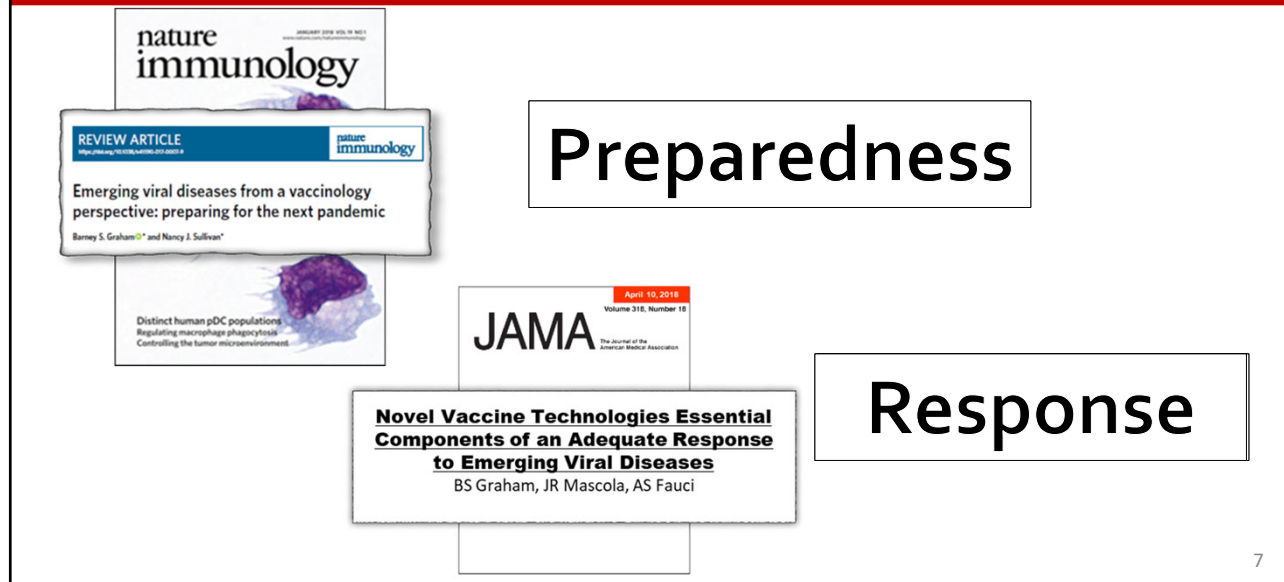 nature
immunology
JANUARY 2018 VOL 19 NO 1
www.nature.com/natureimmunology
REVIEW ARTICLE
nature
immunology
Emerging viral diseases from a vaccinology
perspective: preparing for the next pandemic
Barney S. Graham * and Nancy J. Sullivan*
Distinct human pDC populations
Regulating macrophage phagocytosis
Controlling the tumor microenvironment
Preparedness
April 10, 2018
Volume 318, Number 18
JAMA
The Journal of the
American Medical Association
Novel Vaccine Technologies Essential
Components of an Adequate Response
to Emerging Viral Diseases
BS Graham, JR Mascola, AS Fauci
Response
7